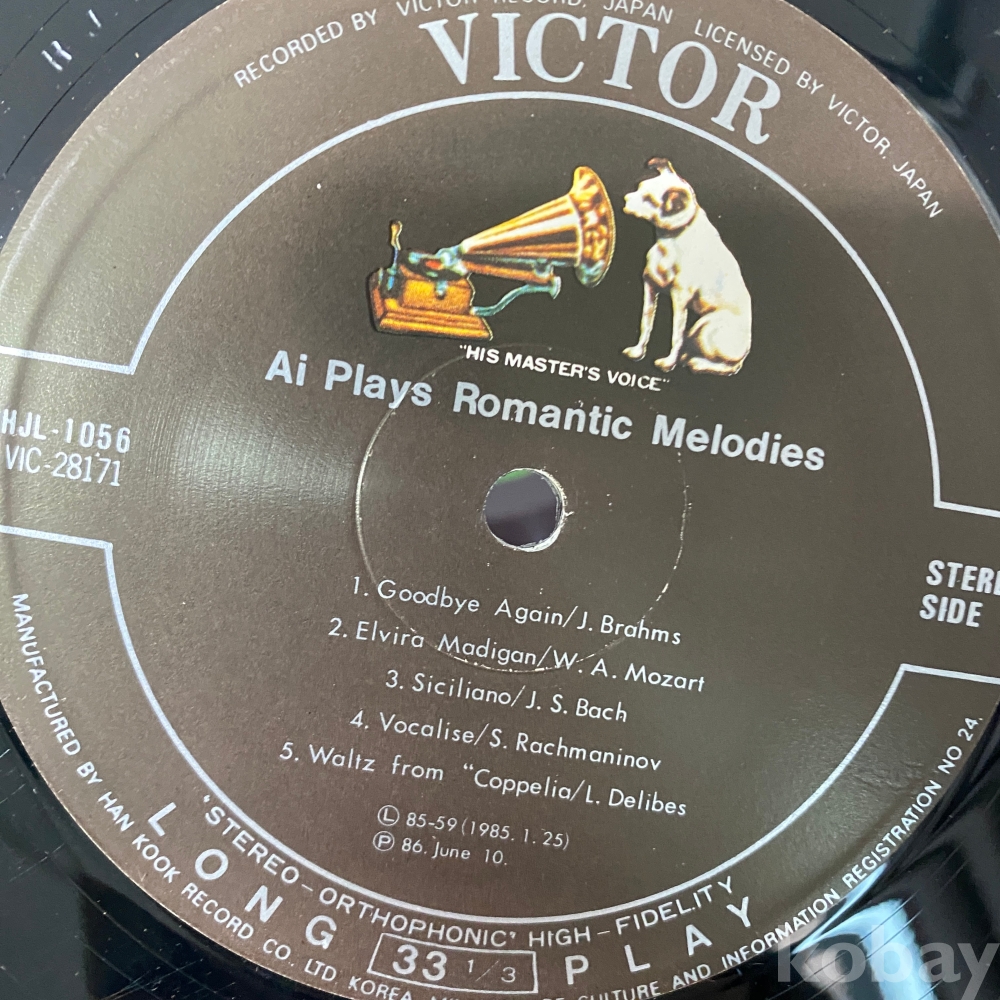 RECORDED BY VICTOR RECORD, JAPAN LICENSED BY VICTOR, JAPAN
VICTOR
"HIS MASTER'S VOICE"
Ai Plays Romantic Melodies
HJL-1056
VIC-28171
STERE
SIDE
1. Goodbye Again/J. Brahms
2. Elvira Madigan/W. A. Mozart
3. Siciliano/J. S. Bach
4. Vocalise/S. Rachmaninov
5. Waltz from "Coppelia/L. Delibes
Ⓛ 85-59 (1985. 1. 25)
Ⓟ 86. June 10.
'STEREO-ORTHOPHONIC' HIGH-FIDELITY
LONG 33 1/3 PLAY
MANUFACTURED BY HAN KOOK RECORD CO. LTD. KOREA CULTURE AND INFORMATION REGISTRATION NO 24.
kobay